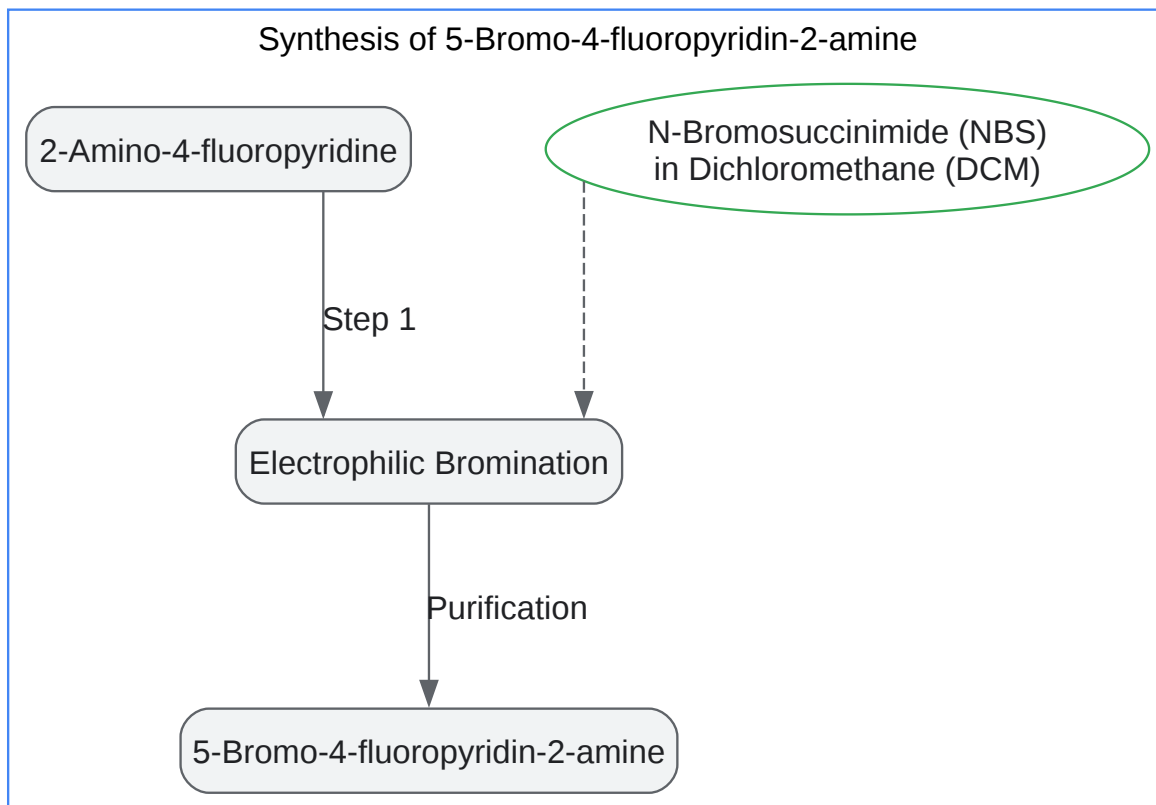 Synthesis of 5-Bromo-4-fluoropyridin-2-amine
2-Amino-4-fluoropyridine
N-Bromosuccinimide (NBS)
in Dichloromethane (DCM)
Step 1
Electrophilic Bromination
Purification
5-Bromo-4-fluoropyridin-2-amine